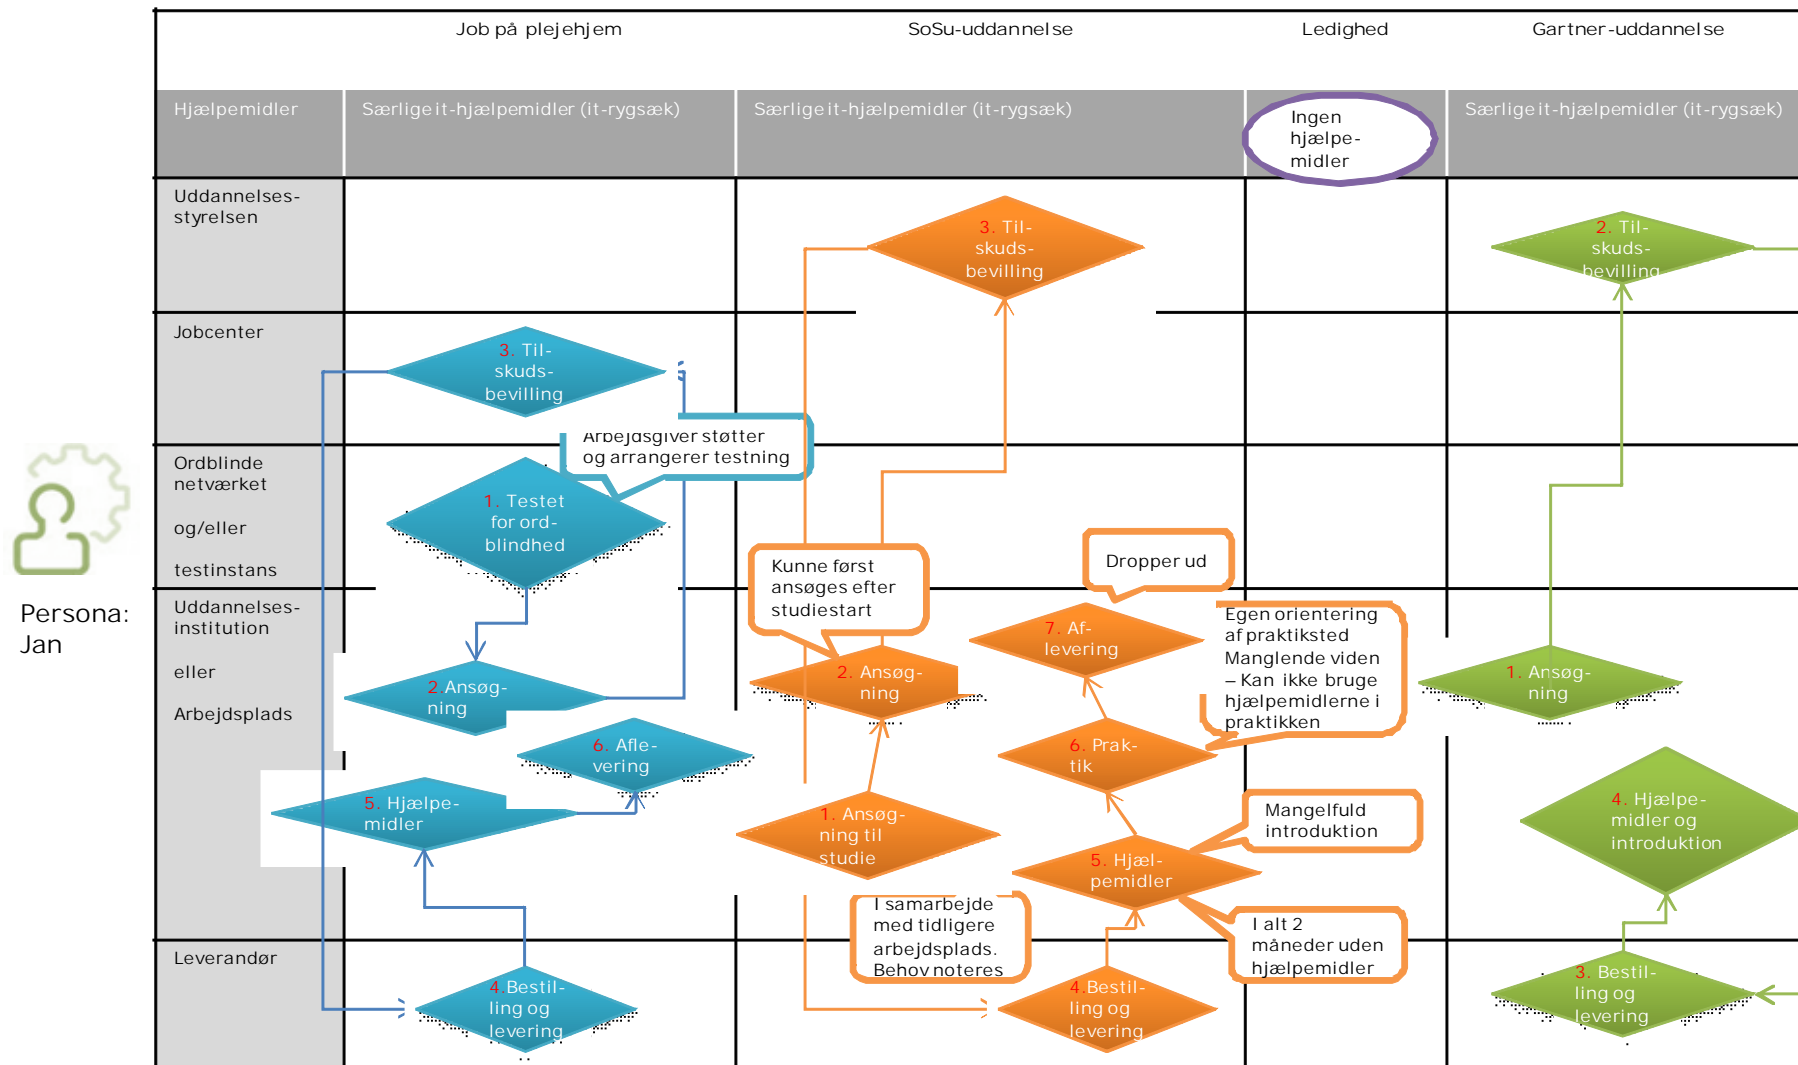 Job på plejehjem
SoSu-uddannelse
Ledighed
Gartner-uddannelse
Hjælpemidler
Særlige it-hjælpemidler (it-rygsæk)
Særlige it-hjælpemidler (it-rygsæk)
Ingen
hjælpe-
midler
Særlige it-hjælpemidler (it-rygsæk)
Uddannelses-
styrelsen
3. Til-
skuds-
bevilling
2. Til-
skuds-
bevilling
Jobcenter
3. Til-
skuds-
bevilling
Ordblinde
netværket
og/eller
testinstans
Arbejdsgiver støtter
og arrangerer testning
1. Testet
for ord-
blindhed
Kunne først
ansøges efter
studiestart
Dropper ud
Persona:
Jan
Uddannelses-
institution
eller
Arbejdsplads
2.Ansøg-
ning
6. Afle-
vering
5. Hjælpe-
midler
2. Ansøg-
ning
1. Ansøg-
ning til
studie
7. Af-
levering
Egen orientering
af praktiksted
Manglende viden
– Kan ikke bruge
hjælpemidlerne i
praktikken
6. Prak-
tik
Mangelfuld
introduktion
5. Hjæl-
pemidler
I samarbejde
med tidligere
arbejdsplads.
Behov noteres
I alt 2
måneder uden
hjælpemidler
1. Ansøg-
ning
4. Hjælpe-
midler og
introduktion
Leverandør
4.Bestil-
ling og
levering
4.Bestil-
ling og
levering
3. Bestil-
ling og
levering